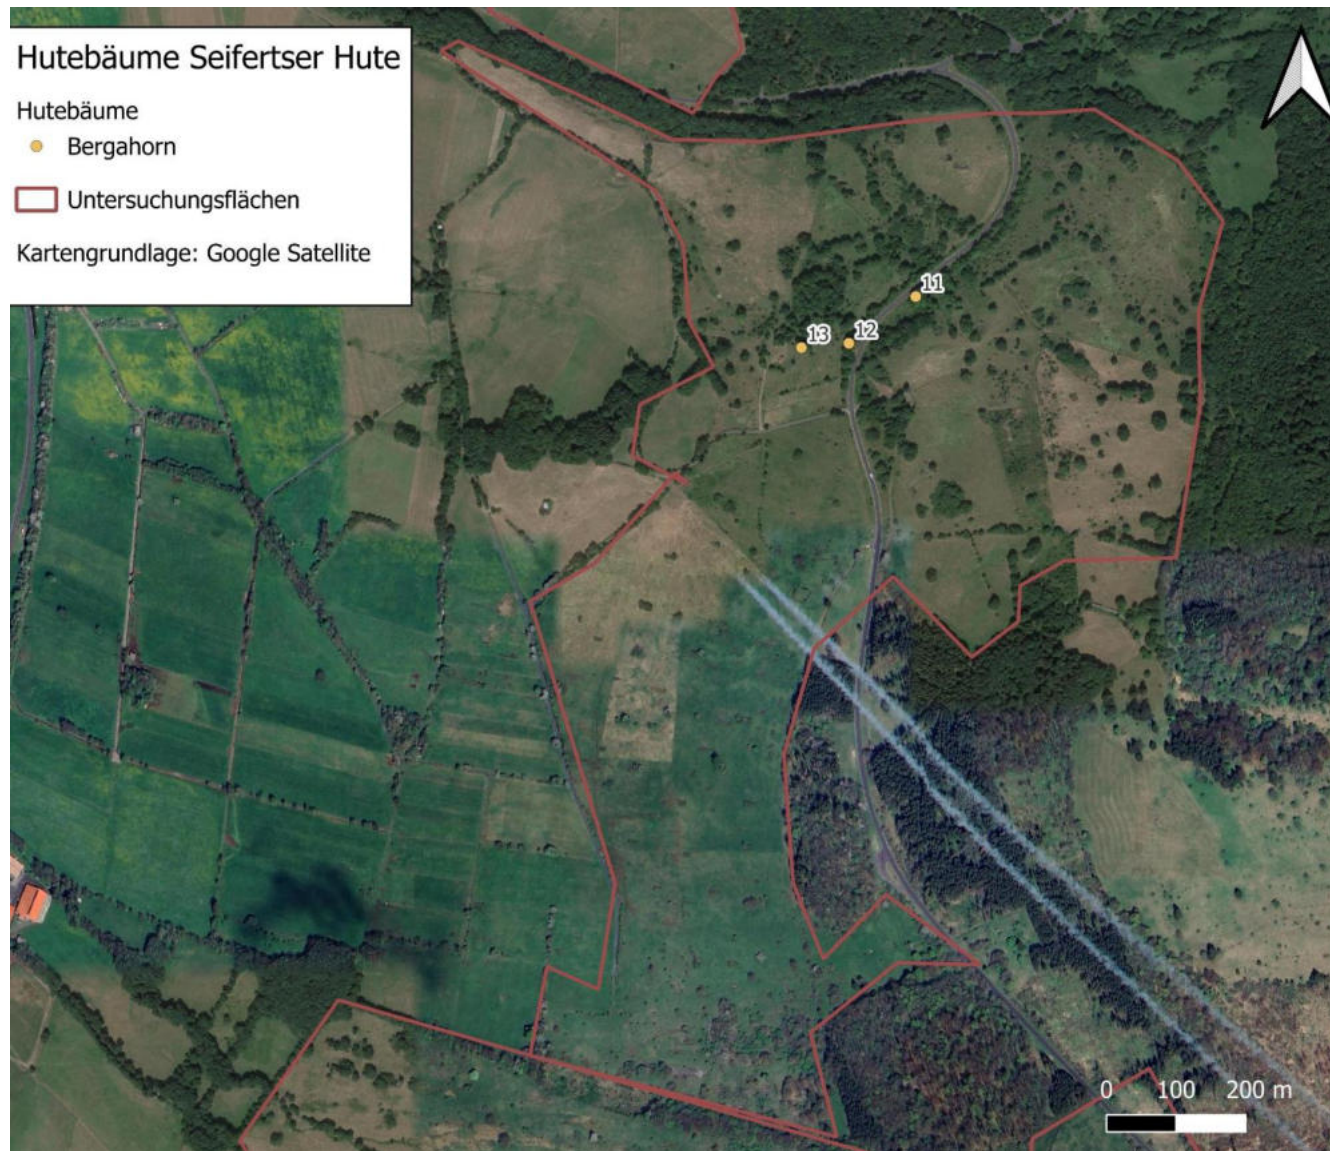 Hutebäume Seifertser Hute
Hutebäume
Bergahorn
Untersuchungsflächen
Kartengrundlage: Google Satellite
11
12
13
0 100 200 m